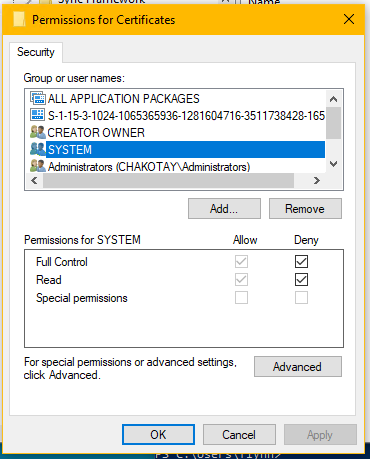 Sync Framework
Name
Permissions for Certificates
Security
Group or user names:
ALL APPLICATION PACKAGES
S-1-15-3-1024-1065365936-1281604716-3511738428-165
CREATOR OWNER
SYSTEM
Administrators (CHAKOTAY\Administrators)
Add...
Remove
Permissions for SYSTEM
Allow
Deny
Full Control
Read
Special permissions
For special permissions or advanced settings,
click Advanced.
Advanced
OK
Cancel
Apply
PS C:\Users\flynn>